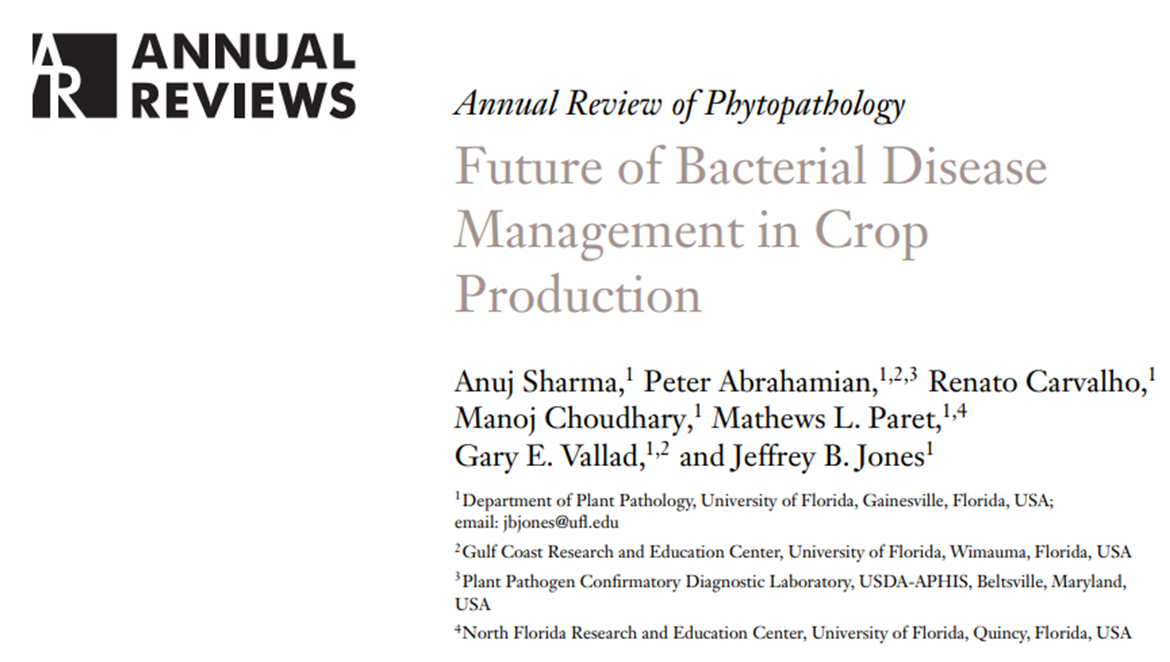 AR
ANNUAL
REVIEWS
Annual Review of Phytopathology
Future of Bacterial Disease
Management in Crop
Production
Anuj Sharma,¹ Peter Abrahamian,¹,²,³ Renato Carvalho,¹
Manoj Choudhary,¹ Mathews L. Paret,¹,⁴
Gary E. Vallad,¹,² and Jeffrey B. Jones¹
¹Department of Plant Pathology, University of Florida, Gainesville, Florida, USA;
email: jbjones@ufl.edu
²Gulf Coast Research and Education Center, University of Florida, Wimauma, Florida, USA
³Plant Pathogen Confirmatory Diagnostic Laboratory, USDA-APHIS, Beltsville, Maryland,
USA
⁴North Florida Research and Education Center, University of Florida, Quincy, Florida, USA